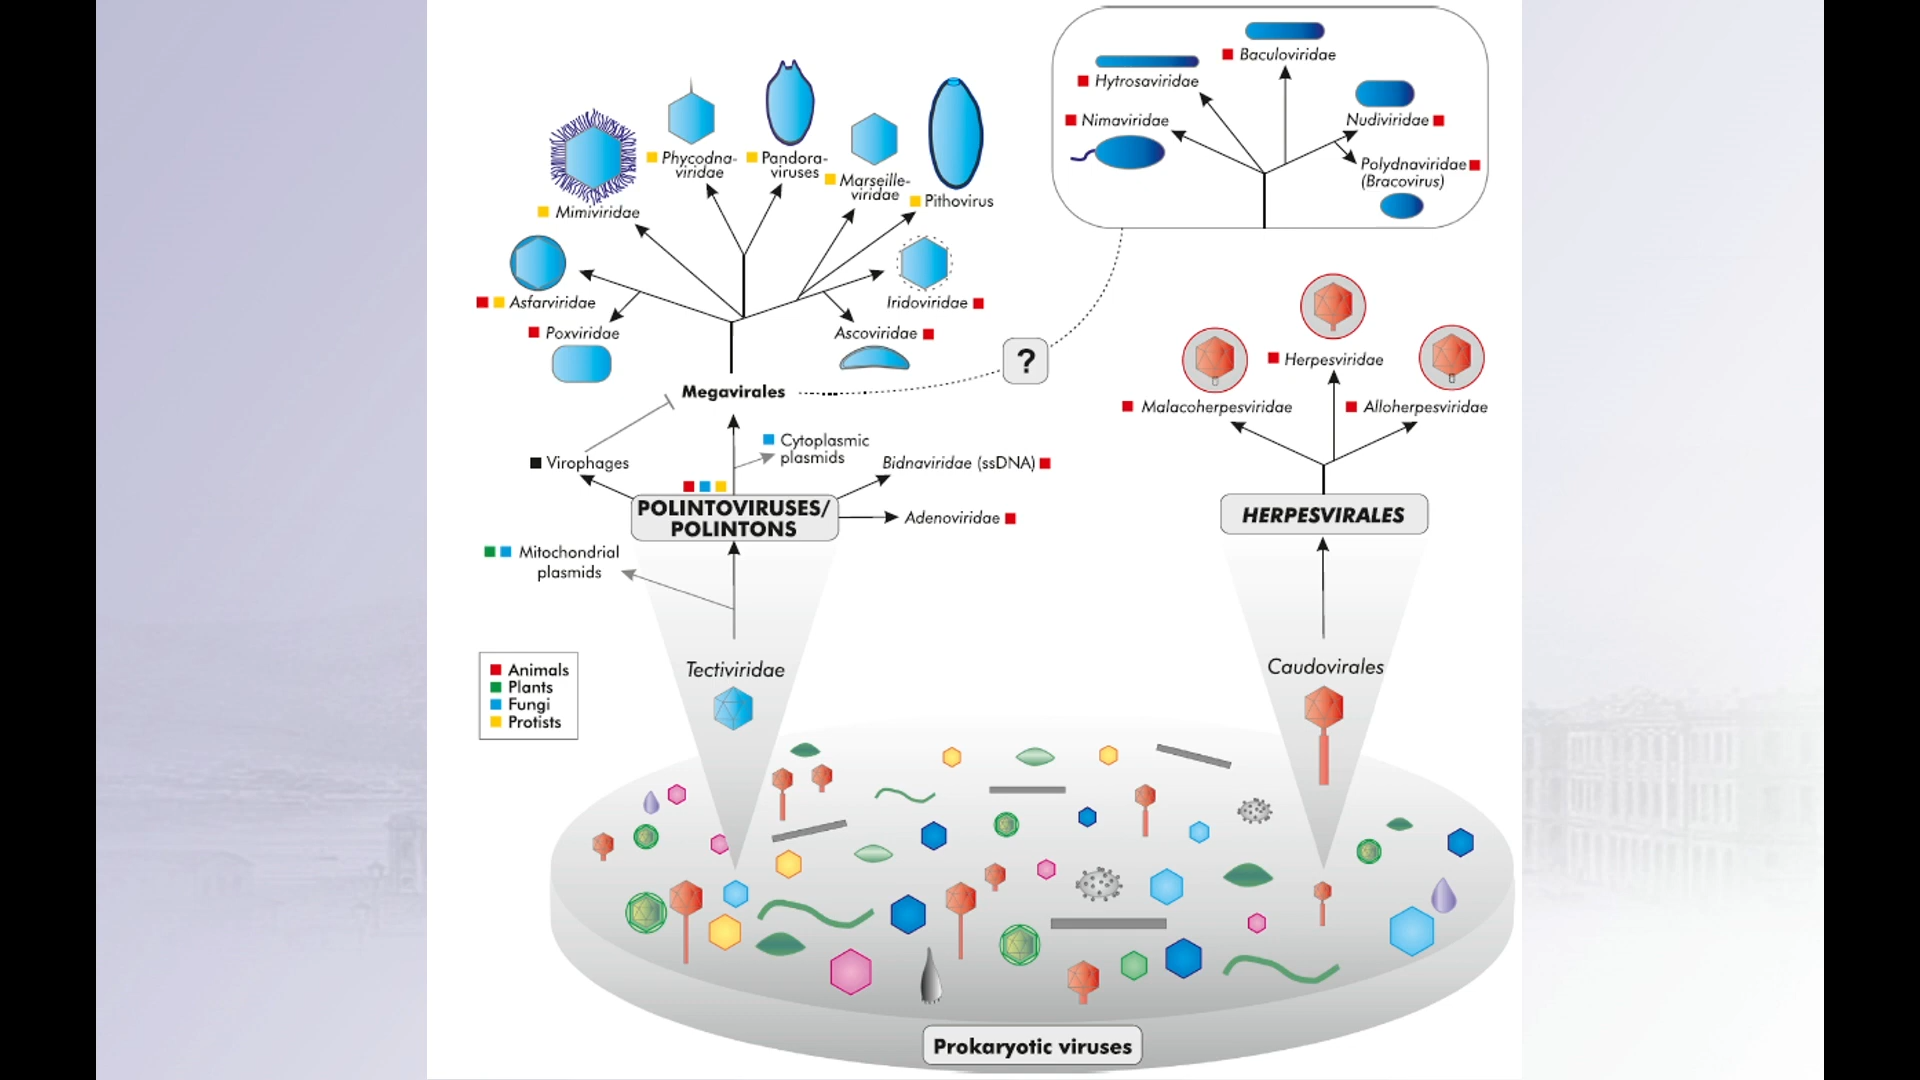 Baculoviridae
Hytrosaviridae
Nimaviridae
Nudiviridae
Polydnaviridae
(Bracovirus)
Phycodna-
viridae
Pandora-
viruses
Marseille-
viridae
Pithovirus
Mimiviridae
Asfarviridae
Poxviridae
Iridoviridae
Ascoviridae
?
Megavirales
Herpesviridae
Malacoherpesviridae
Alloherpesviridae
Cytoplasmic
plasmids
Virophages
Bidnaviridae (ssDNA)
POLINTOVIRUSES/
POLINTONS
Adenoviridae
HERPESVIRALES
Mitochondrial
plasmids
Tectiviridae
Caudovirales
Animals
Plants
Fungi
Protists
Prokaryotic viruses